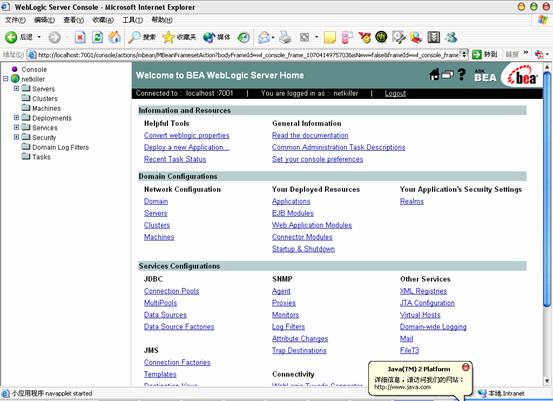 WebLogic Server Console - Microsoft Internet Explorer
文件(F) 编辑(E) 查看(V) 收藏(A) 工具(T) 帮助(H)
后退 搜索 收藏夹 媒体
地址(D) http://localhost:7001/console/actions/mbean/MBeanFramesetAction?bodyFrameId=wl_console_frame_1070414975703&isNew=false&frameId=wl_console_frame 转到 链接
Console
netkiller
Servers
Clusters
Machines
Deployments
Services
Security
Domain Log Filters
Tasks
Welcome to BEA WebLogic Server Home
ASK BEA
bea
Connected to : localhost :7001 | You are logged in as : netkiller | Logout
Information and Resources
Helpful Tools General Information
Convert weblogic.properties Read the documentation
Deploy a new Application... Common Administration Task Descriptions
Recent Task Status Set your console preferences
Domain Configurations
Network Configuration Your Deployed Resources Your Application's Security Settings
Domain Applications Realms
Servers EJB Modules
Clusters Web Application Modules
Machines Connector Modules
Startup & Shutdown
Services Configurations
JDBC SNMP Other Services
Connection Pools Agent XML Registries
MultiPools Proxies JTA Configuration
Data Sources Monitors Virtual Hosts
Data Source Factories Log Filters Domain-wide Logging
Attribute Changes Mail
JMS Trap Destinations FileT3
Connection Factories
Templates Connectivity
Destination Keys WebLogic Tuxedo Connector
Java(TM) 2 Platform
详细信息，请访问我们的网站：
http://www.java.com
小应用程序 navapplet started 本地 Intranet